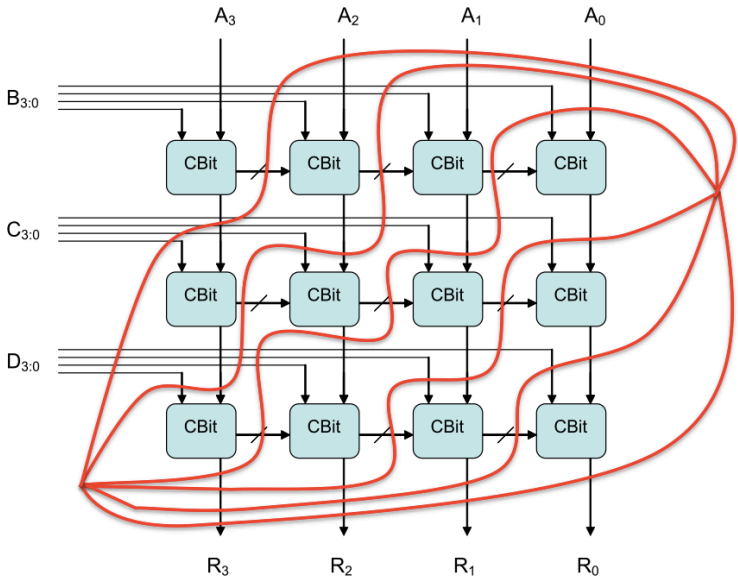 A₃ A₂ A₁ A₀
B₃:₀
CBit CBit CBit CBit
C₃:₀
CBit CBit CBit CBit
D₃:₀
CBit CBit CBit CBit
R₃ R₂ R₁ R₀